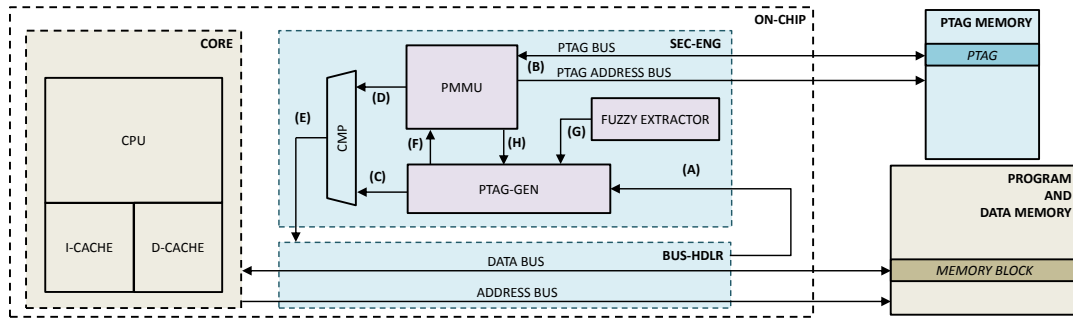 ON-CHIP
CORE
CPU
I-CACHE
D-CACHE
SEC-ENG
PTAG BUS
(B)
PTAG ADDRESS BUS
PMMU
(D)
(E)
CMP
(F)
(H)
(G)
FUZZY EXTRACTOR
(C)
PTAG-GEN
(A)
BUS-HDLR
DATA BUS
ADDRESS BUS
PTAG MEMORY
PTAG
PROGRAM
AND
DATA MEMORY
MEMORY BLOCK